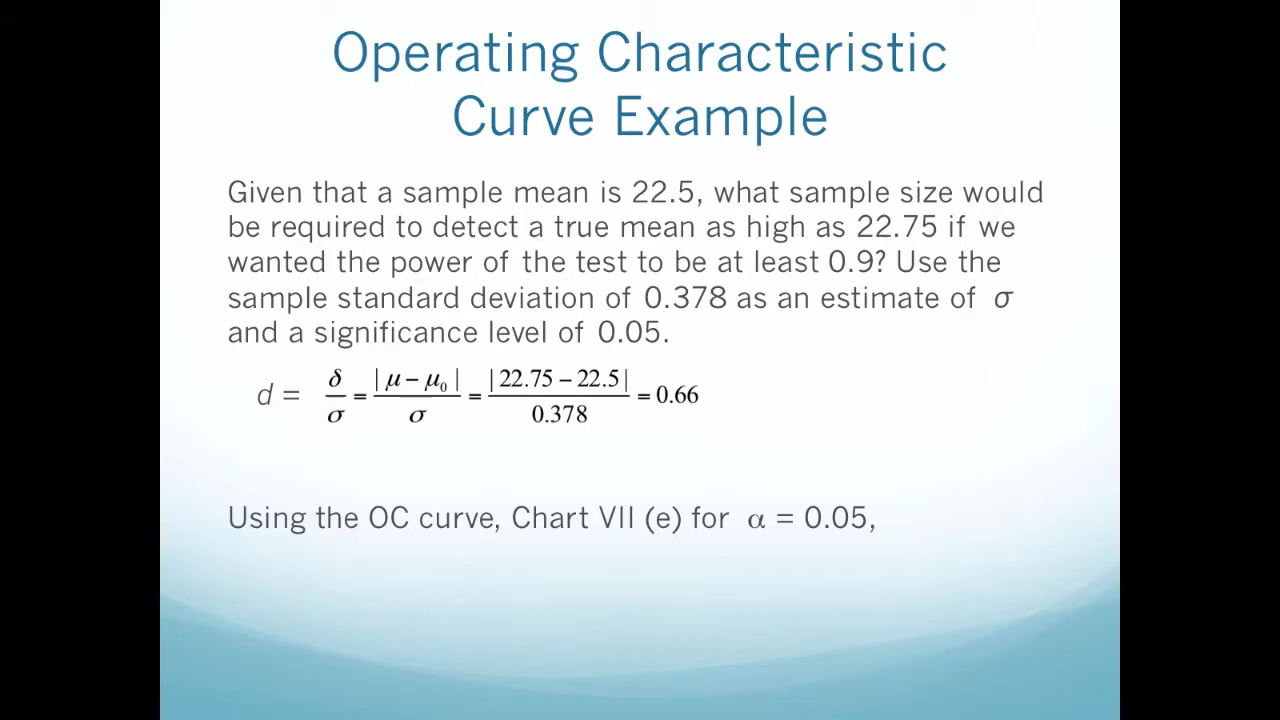 Operating Characteristic
Curve Example
Given that a sample mean is 22.5, what sample size would
be required to detect a true mean as high as 22.75 if we
wanted the power of the test to be at least 0.9? Use the
sample standard deviation of 0.378 as an estimate of σ
and a significance level of 0.05.
d = δ/σ = |μ − μ₀|/σ = |22.75 − 22.5|/0.378 = 0.66
Using the OC curve, Chart VII (e) for α = 0.05,